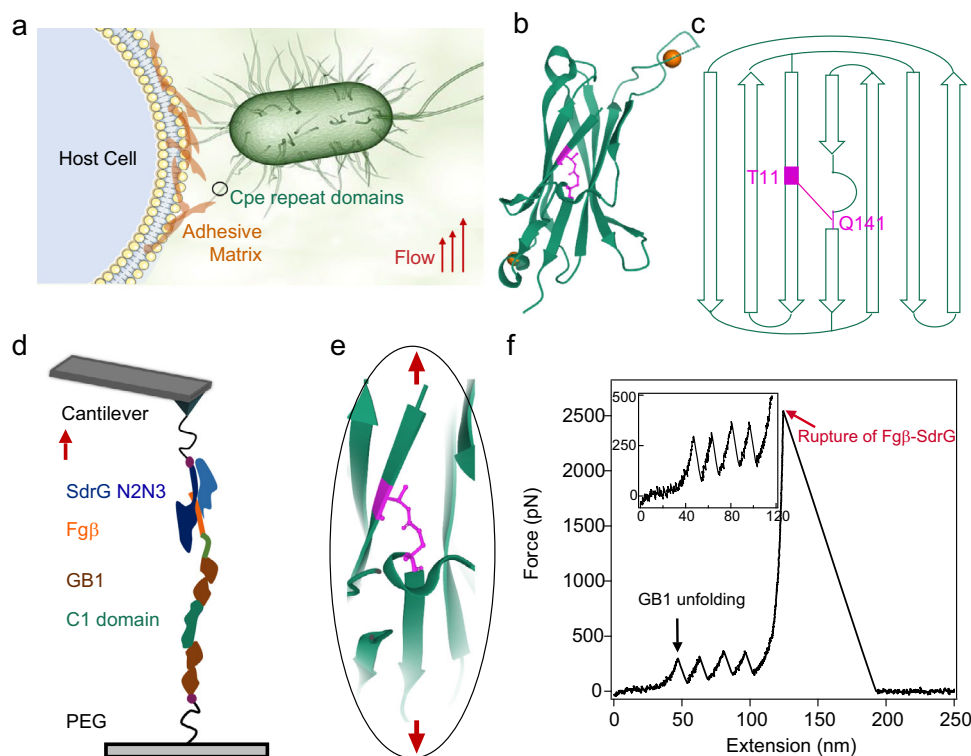 a
Host Cell
Cpe repeat domains
Adhesive
Matrix
Flow
b
c
T11
Q141
d
Cantilever
SdrG N2N3
Fgβ
GB1
C1 domain
PEG
e
f
Force (pN)
2500
2000
1500
1000
500
0
500
250
0
0 40 80 120
Rupture of Fgβ-SdrG
GB1 unfolding
0 50 100 150 200 250
Extension (nm)